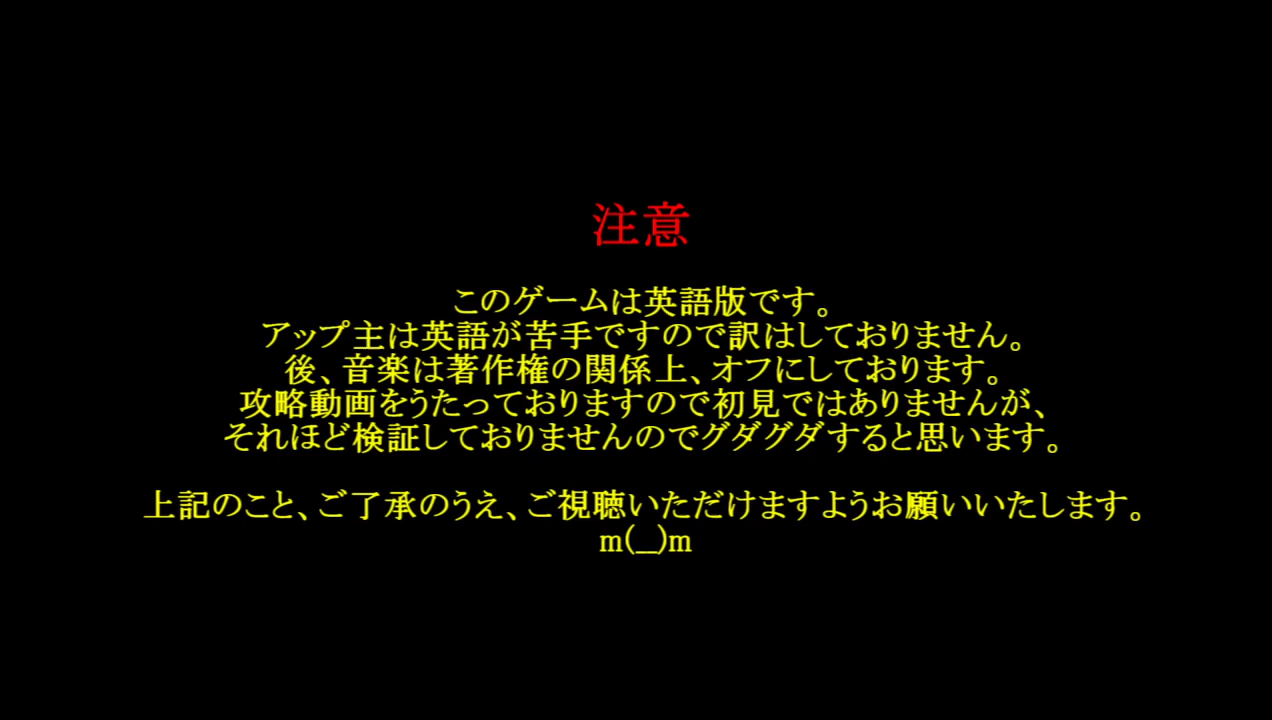 注意
このゲームは英語版です。
アップ主は英語が苦手ですので訳はしておりません。
後、音楽は著作権の関係上、オフにしております。
攻略動画をうたっておりますので初見ではありませんが、
それほど検証しておりませんのでグダグダすると思います。
上記のこと、ご了承のうえ、ご視聴いただけますようお願いいたします。
m(__)m